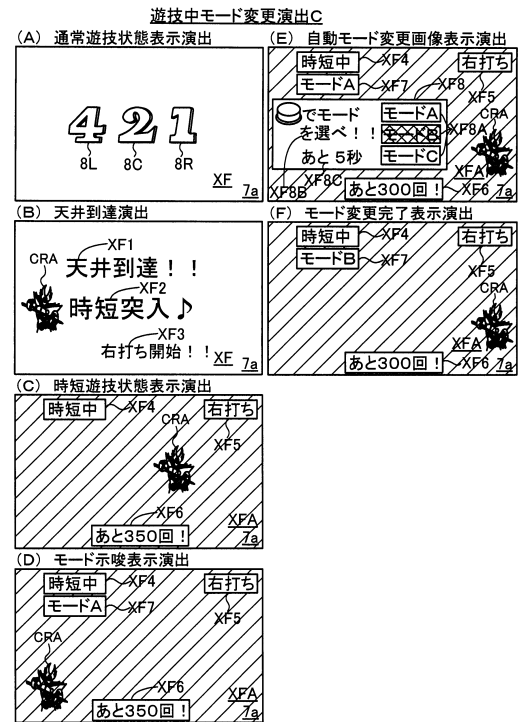 遊技中モード変更演出C
(A) 通常遊技状態表示演出
4 2 1
8L 8C 8R
XF 7a
(B) 天井到達演出
XF1
CRA
天井到達！！
XF2
時短突入♪
XF3
右打ち開始！！ XF 7a
(C) 時短遊技状態表示演出
時短中 XF4 右打ち
CRA XF5
XF6 XFA
あと350回！ 7a
(D) モード示唆表示演出
時短中 XF4 右打ち
モードA XF7 XF5
CRA
XF6 XFA
あと350回！ 7a
(E) 自動モード変更画像表示演出
時短中 XF4 右打ち
モードA XF7 XF8 XF5
CRA
でモード モードA
を選べ！！ モードB XF8A
あと 5秒 モードC
XF8B XF8C XFA
あと300回！ XF6 7a
(F) モード変更完了表示演出
時短中 XF4 右打ち
モードB XF7 XF5
CRA
XFA
あと300回！ XF6 7a